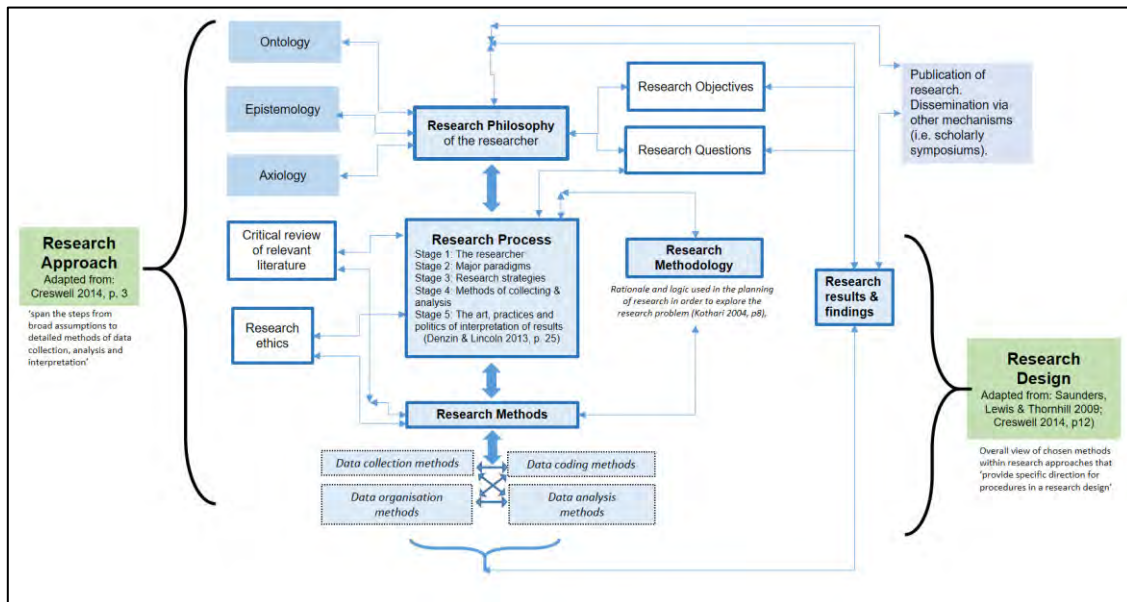 Ontology
Epistemology
Axiology
Research Philosophy
of the researcher
Research Objectives
Research Questions
Publication of
research.
Dissemination via
other mechanisms
(i.e. scholarly
symposiums).
Research
Approach
Adapted from:
Creswell 2014, p. 3
'span the steps from
broad assumptions to
detailed methods of data
collection, analysis and
interpretation'
Critical review
of relevant
literature
Research
ethics
Research Process
Stage 1: The researcher
Stage 2: Major paradigms
Stage 3: Research strategies
Stage 4: Methods of collecting &
analysis
Stage 5: The art, practices and
politics of interpretation of results
(Denzin & Lincoln 2013, p. 25)
Research
Methodology
Rationale and logic used in the planning
of research in order to explore the
research problem (Kothari 2004, p8),
Research
results &
findings
Research
Design
Adapted from: Saunders,
Lewis & Thornhill 2009;
Creswell 2014, p12)
Overall view of chosen methods
within research approaches that
'provide specific direction for
procedures in a research design'
Research Methods
Data collection methods
Data coding methods
Data organisation
methods
Data analysis
methods